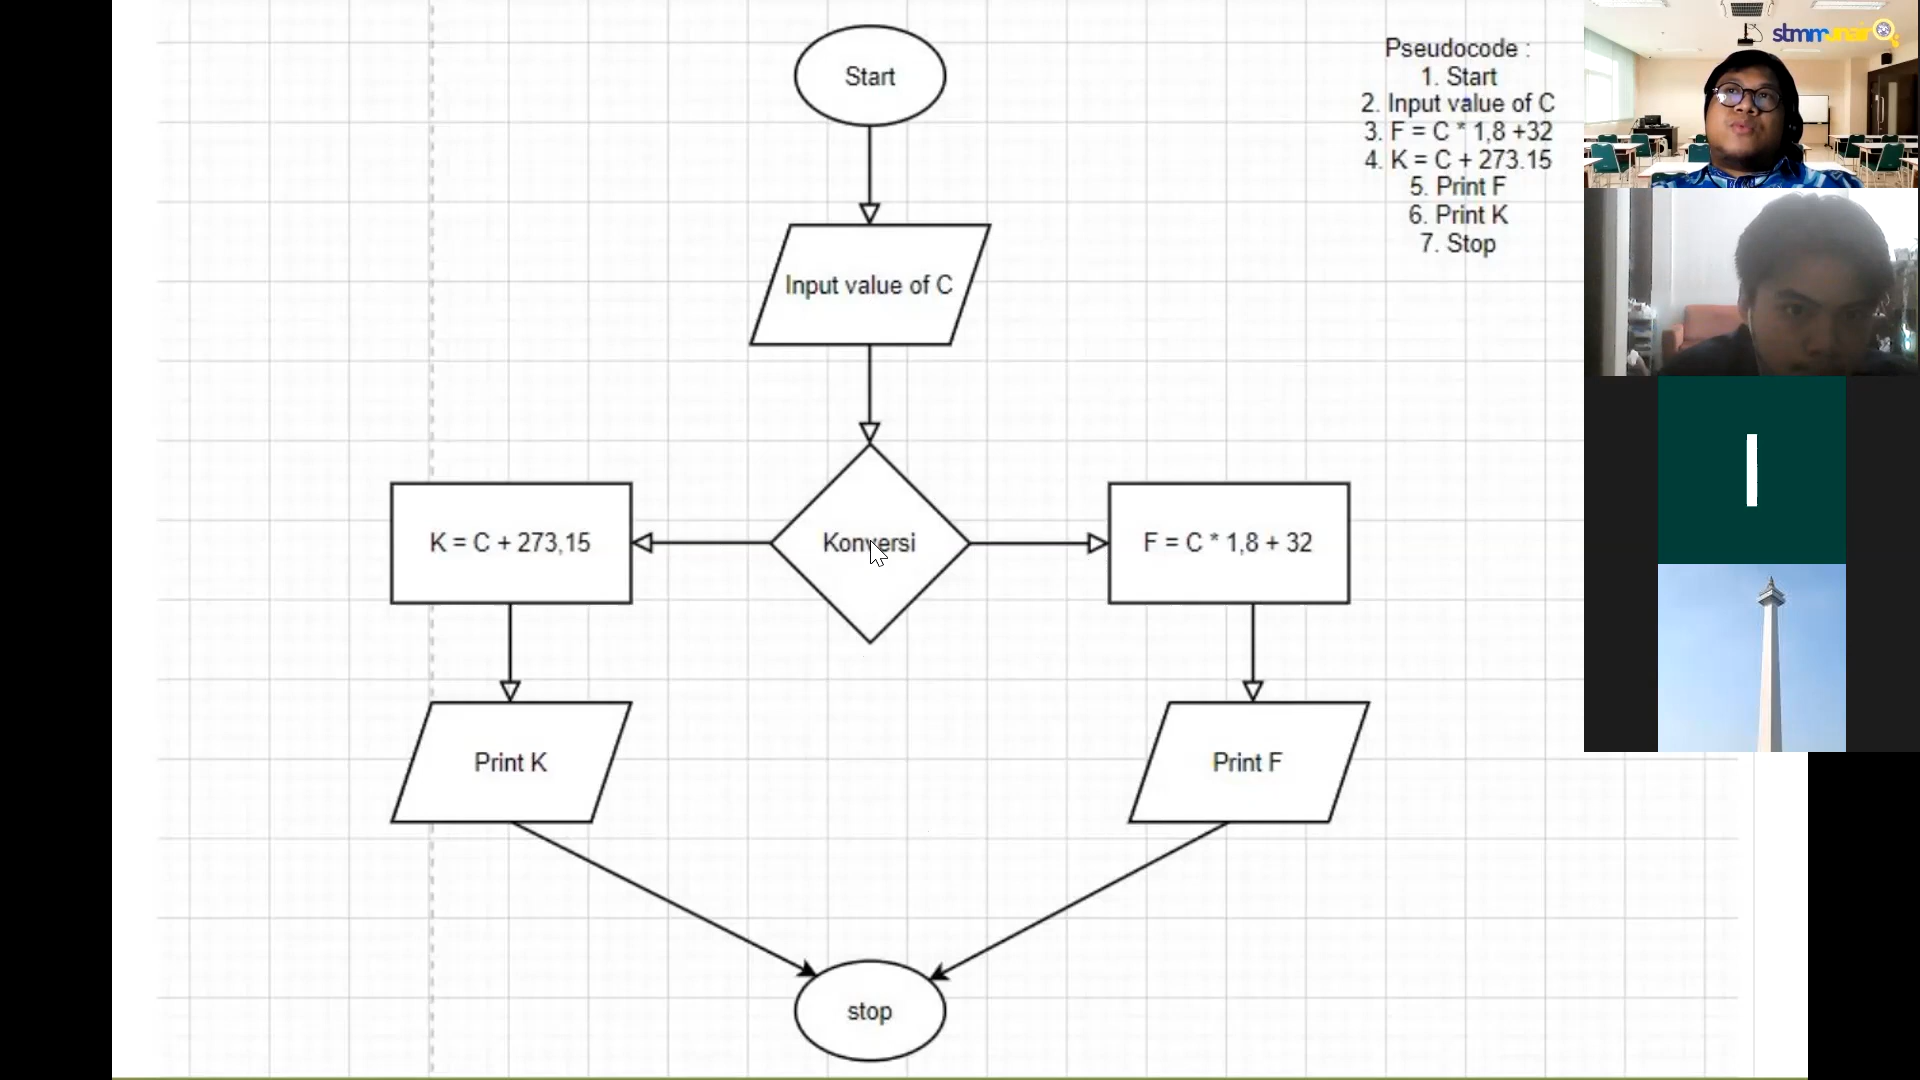 Start
Input value of C
Konversi
K = C + 273,15
F = C * 1,8 + 32
Print K
Print F
stop
Pseudocode :
1. Start
2. Input value of C
3. F = C * 1,8 +32
4. K = C + 273.15
5. Print F
6. Print K
7. Stop
stmmunair
I